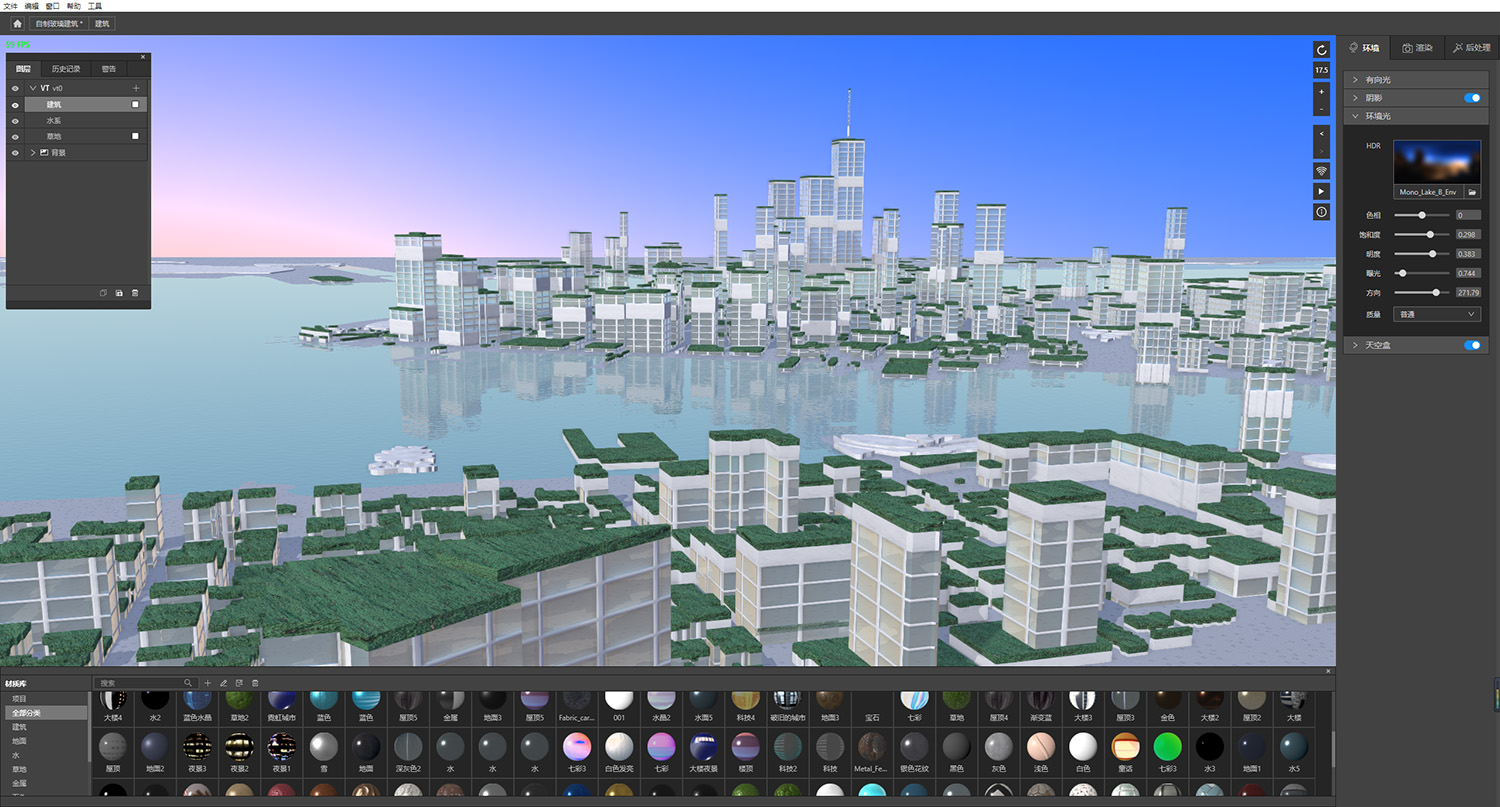 文件 编辑 窗口 帮助 工具
自制玻璃建筑 * 建筑
59 FPS
图层 历史记录 警告
VT vt0
建筑
水系
草地
背景
17.5
环境 渲染 后处理
有向光
阴影
环境光
HDR
Mono_Lake_B_Env
色相 0
饱和度 0.298
明度 0.383
曝光 0.744
方向 271.79
质量 普通
天空盒
材质库
搜索
项目
全部分类
建筑
地面
水
草地
金属
大楼4 水2 蓝色水晶 草地2 霓虹城市 蓝色 蓝色 屋顶5 金属 地面3 屋顶5 Fabric_car... 001 水晶2 水面5 科技4 破旧的城市 地面3 宝石 七彩 草地 屋顶4 渐变蓝 大楼3 屋顶3 金色 大楼2 屋顶2 大楼
屋顶 地面2 夜景3 夜景2 夜景1 雪 地面 深灰色2 水 水 水 七彩3 白色发亮 七彩 大楼夜景 楼顶 科技2 科技 Metal_Fe... 银色花纹 黑色 灰色 浅色 白色 童话 七彩3 水3 地面1 水5